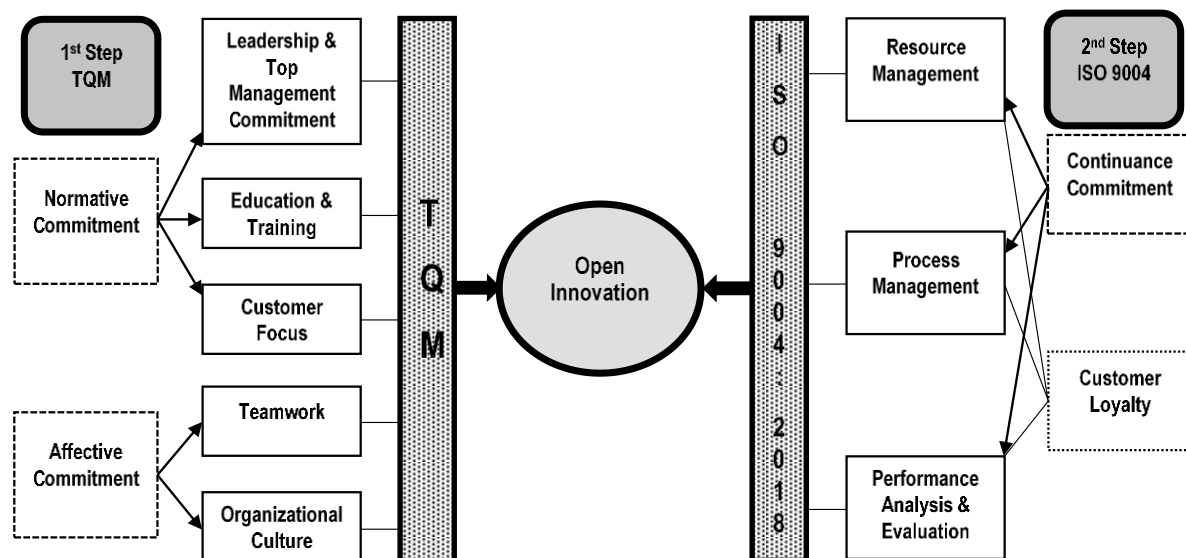 1st Step
TQM
Leadership &
Top
Management
Commitment
Normative
Commitment
Education &
Training
Customer
Focus
Affective
Commitment
Teamwork
Organizational
Culture
T
Q
M
Open
Innovation
I
S
O
9
0
0
4
:
2
0
1
8
Resource
Management
Process
Management
Performance
Analysis &
Evaluation
2nd Step
ISO 9004
Continuance
Commitment
Customer
Loyalty